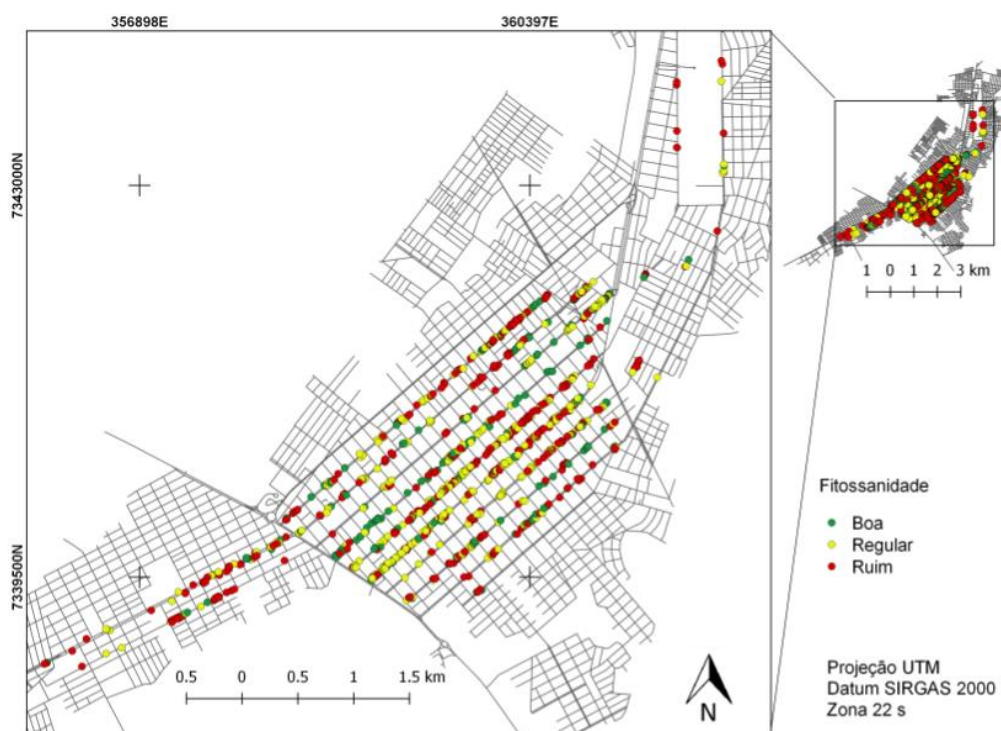 356898E
360397E
7343000N
7339500N
1 0 1 2 3 km
Fitossanidade
Boa
Regular
Ruim
0.5 0 0.5 1 1.5 km
N
Projeção UTM
Datum SIRGAS 2000
Zona 22 s